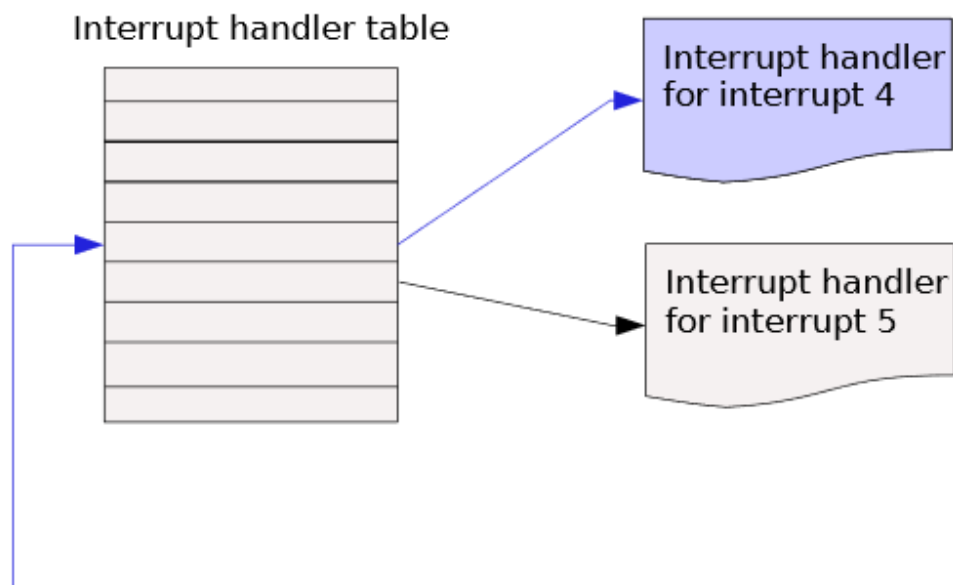 Interrupt handler table
Interrupt handler
for interrupt 4
Interrupt handler
for interrupt 5